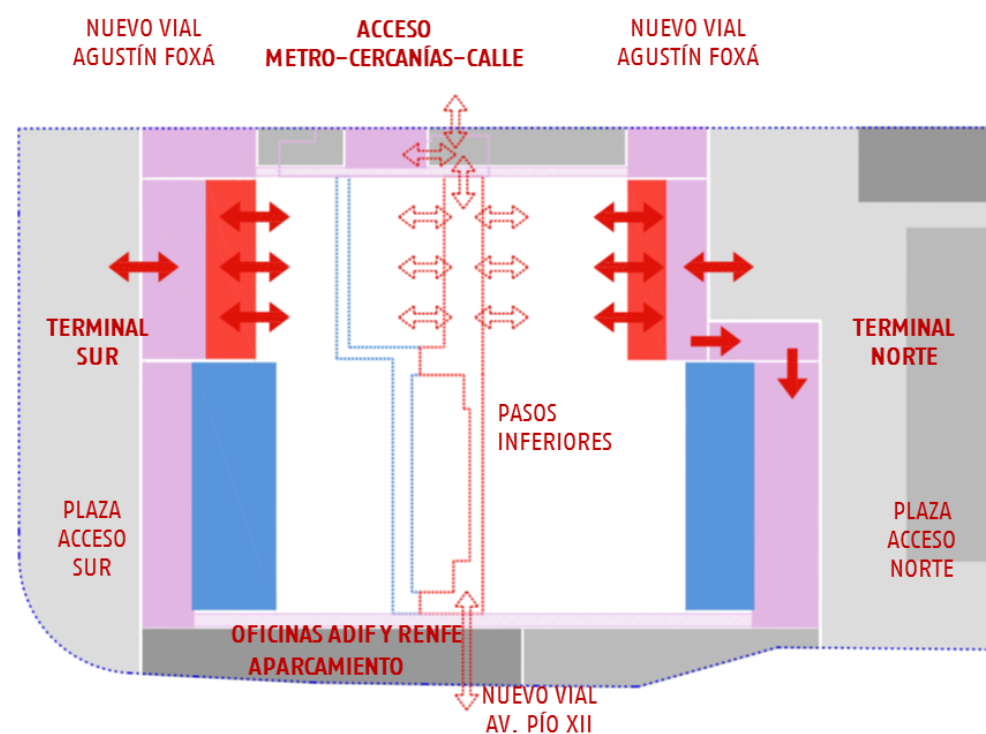 NUEVO VIAL
AGUSTÍN FOXÁ
ACCESO
METRO-CERCANÍAS-CALLE
NUEVO VIAL
AGUSTÍN FOXÁ
TERMINAL
SUR
TERMINAL
NORTE
PASOS
INFERIORES
PLAZA
ACCESO
SUR
PLAZA
ACCESO
NORTE
OFICINAS ADIF Y RENFE
APARCAMIENTO
NUEVO VIAL
AV. PÍO XII